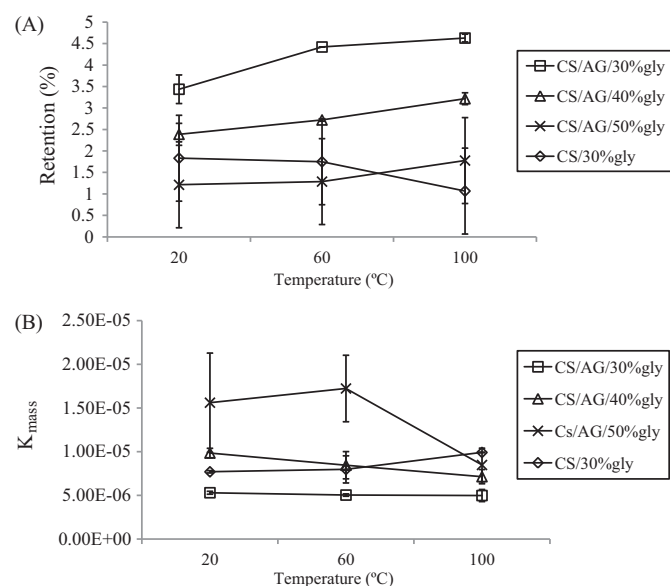 (A)
5
4.5
4
3.5
3
2.5
2
1.5
1
0.5
0
Retention (%)
20 60 100
Temperature (ºC)
CS/AG/30%gly
CS/AG/40%gly
CS/AG/50%gly
CS/30%gly
(B)
2.50E-05
2.00E-05
1.50E-05
1.00E-05
5.00E-06
0.00E+00
Kmass
20 60 100
Temperature (ºC)
CS/AG/30%gly
CS/AG/40%gly
Cs/AG/50%gly
CS/30%gly